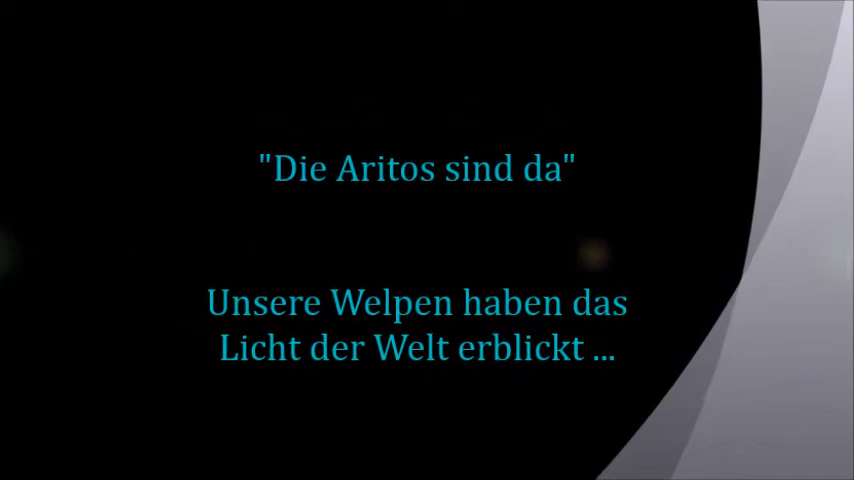 "Die Aritos sind da"
Unsere Welpen haben das
Licht der Welt erblickt ...